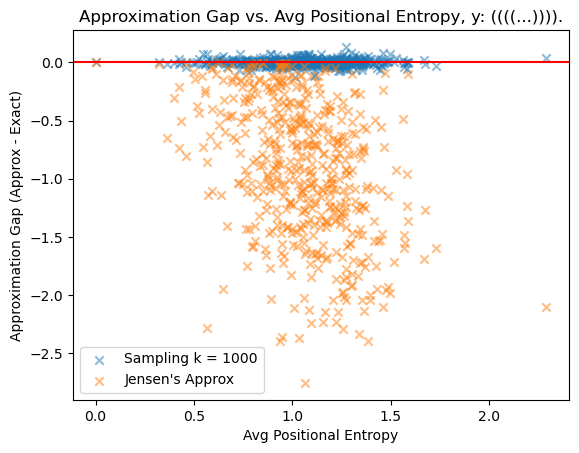 Approximation Gap vs. Avg Positional Entropy, y: ((((...)))).
Approximation Gap (Approx - Exact)
0.0
−0.5
−1.0
−1.5
−2.0
−2.5
Sampling k = 1000
Jensen's Approx
0.0 0.5 1.0 1.5 2.0
Avg Positional Entropy